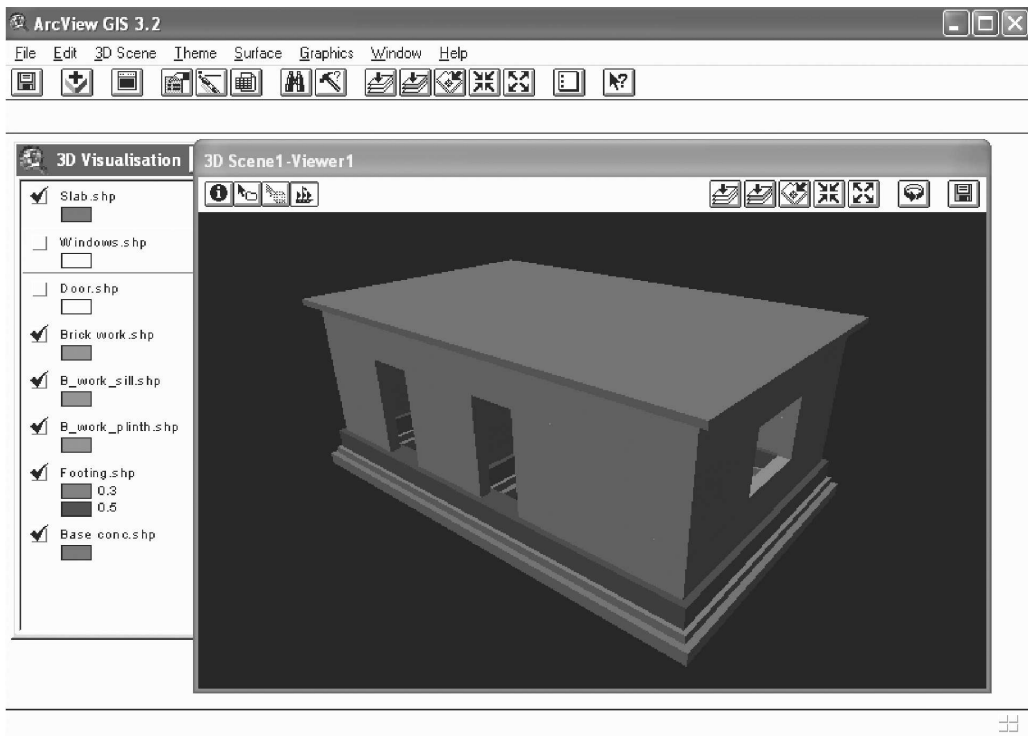 ArcView GIS 3.2
File Edit 3D Scene Theme Surface Graphics Window Help
3D Visualisation
3D Scene1-Viewer1
Slab.shp
Windows.shp
Door.shp
Brick work.shp
B_work_sill.shp
B_work_plinth.shp
Footing.shp
0.3
0.5
Base conc.shp